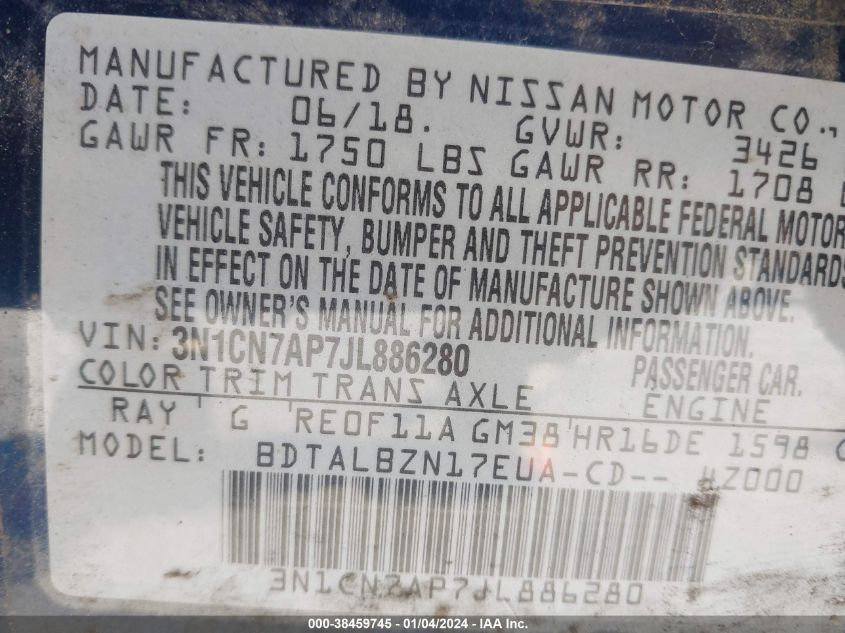 MANUFACTURED BY NISSAN MOTOR CO.,
DATE: 06/18. GVWR: 3426
GAWR FR: 1750 LBS GAWR RR: 1708
THIS VEHICLE CONFORMS TO ALL APPLICABLE FEDERAL MOTOR
VEHICLE SAFETY, BUMPER AND THEFT PREVENTION STANDARDS
IN EFFECT ON THE DATE OF MANUFACTURE SHOWN ABOVE.
SEE OWNER'S MANUAL FOR ADDITIONAL INFORMATION.
VIN: 3N1CN7AP7JL886280 PASSENGER CAR.
COLOR TRIM TRANS AXLE ENGINE
RAY G RE0F11A GM38 HR16DE 1598
MODEL: BDTALBZN17EUA-CD--
3N1CN7AP7JL886280
000-38459745 - 01/04/2024 - IAA Inc.